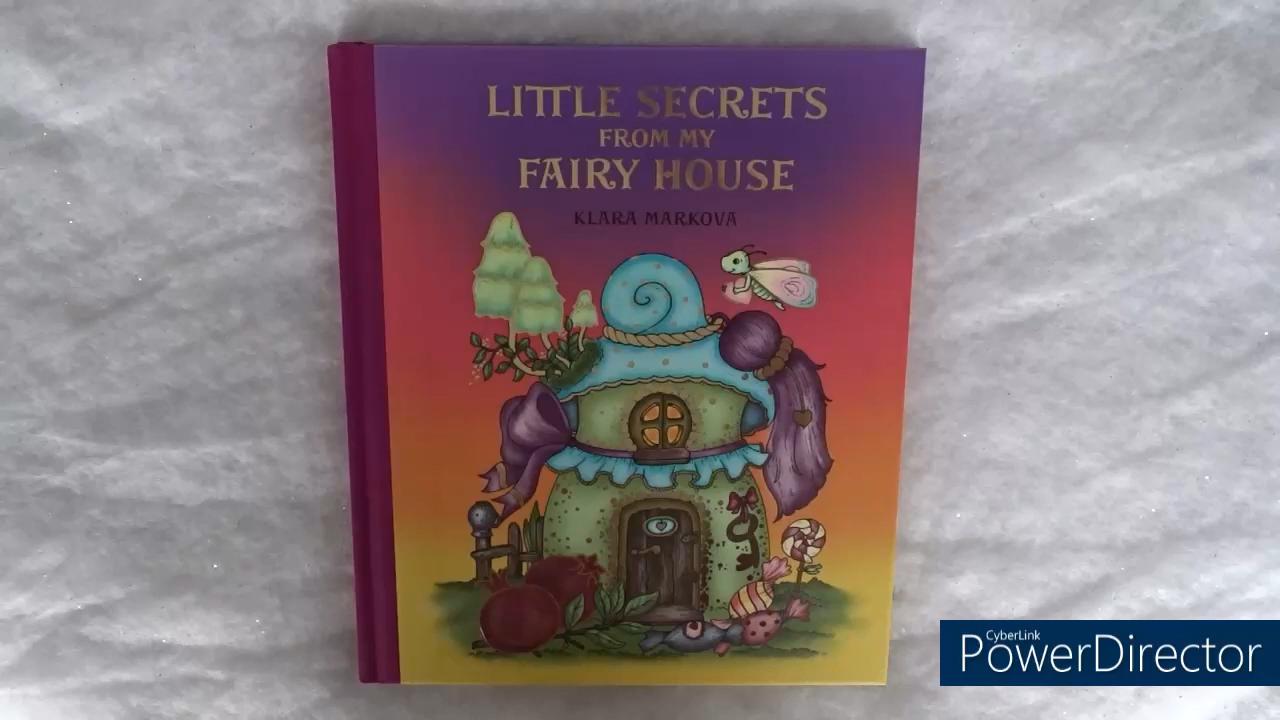 LITTLE SECRETS
FROM MY
FAIRY HOUSE
KLARA MARKOVA
CyberLink
PowerDirector